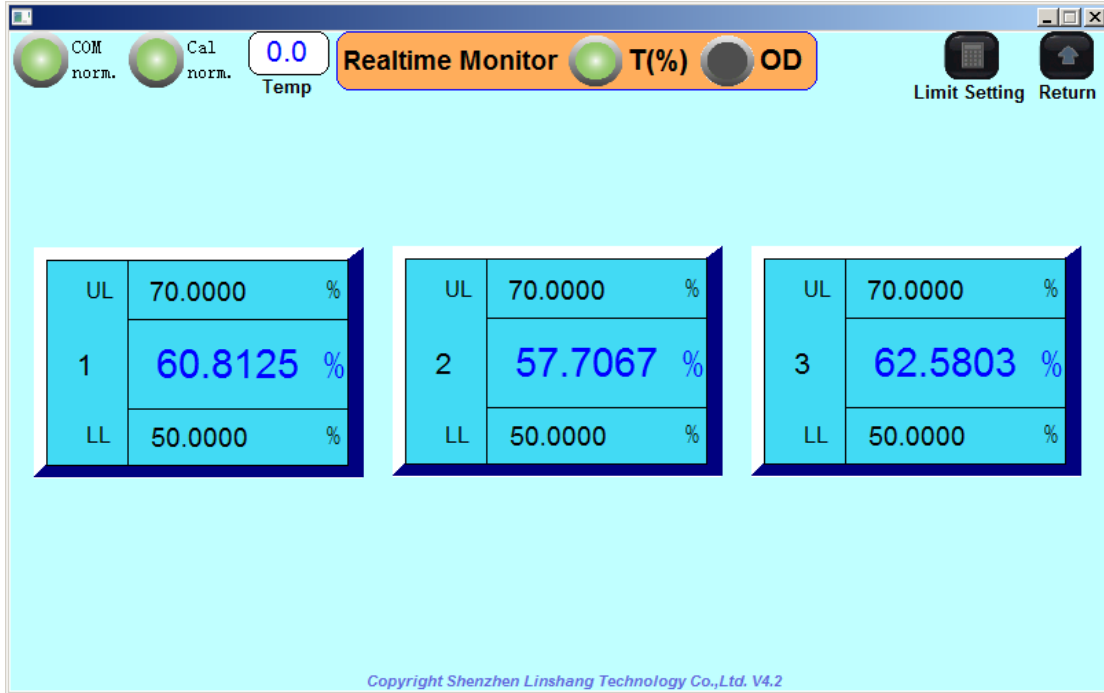 COM
norm.
Cal
norm.
0.0
Temp
Realtime Monitor T(%) OD
Limit Setting
Return
UL 70.0000 %
1 60.8125 %
LL 50.0000 %
UL 70.0000 %
2 57.7067 %
LL 50.0000 %
UL 70.0000 %
3 62.5803 %
LL 50.0000 %
Copyright Shenzhen Linshang Technology Co.,Ltd. V4.2